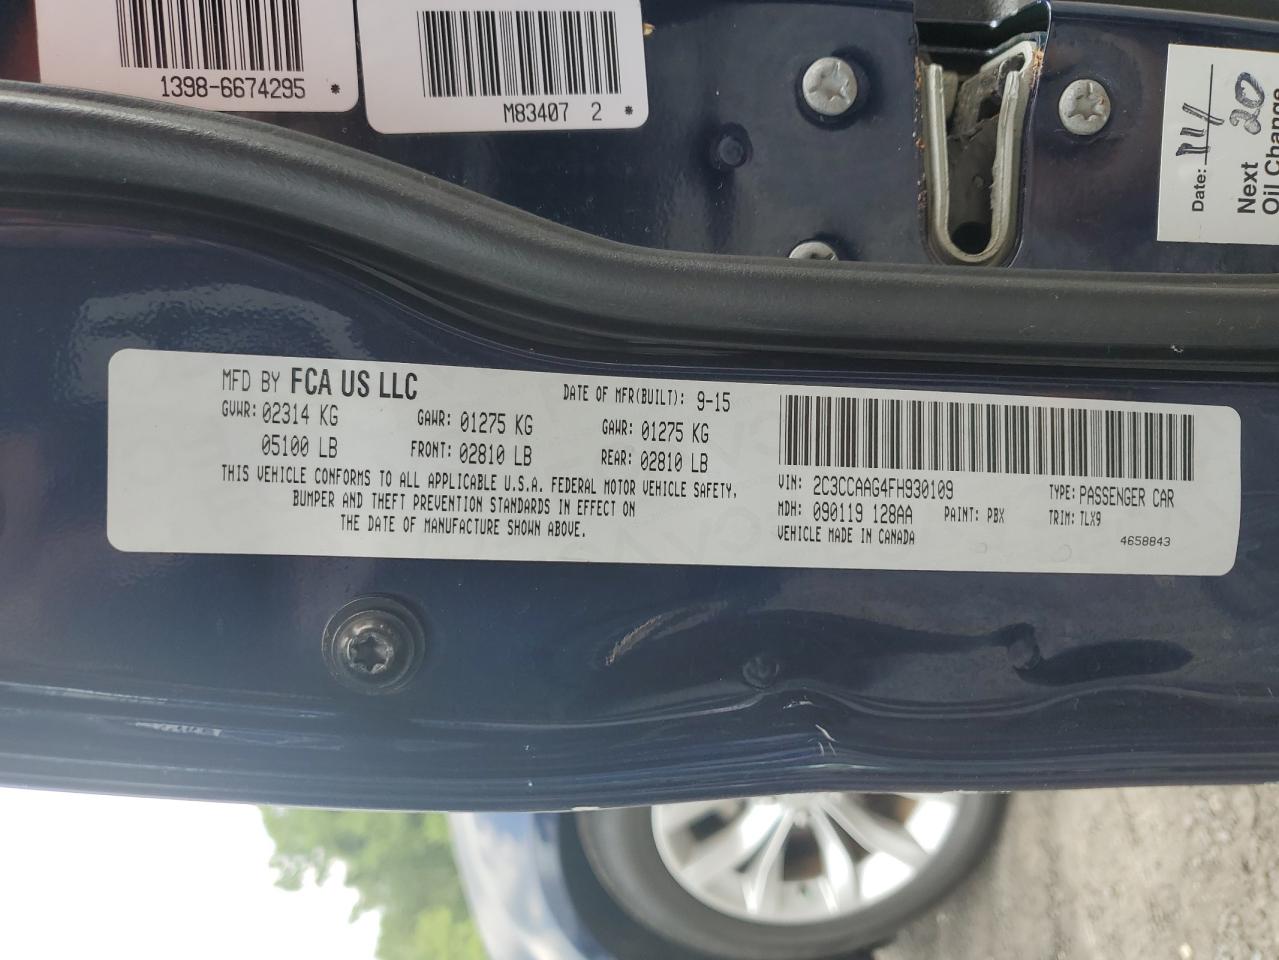 1398-6674295 *
M83407 2 *
Date: 11/
20
Next
Oil Change
MFD BY FCA US LLC
DATE OF MFR(BUILT): 9-15
GVWR: 02314 KG
GAWR: 01275 KG
GAWR: 01275 KG
05100 LB
FRONT: 02810 LB
REAR: 02810 LB
THIS VEHICLE CONFORMS TO ALL APPLICABLE U.S.A. FEDERAL MOTOR VEHICLE SAFETY,
BUMPER AND THEFT PREVENTION STANDARDS IN EFFECT ON
THE DATE OF MANUFACTURE SHOWN ABOVE.
VIN: 2C3CCAAG4FH930109
TYPE: PASSENGER CAR
MDH: 090119 128AA
PAINT: PBX
TRIM: TLX9
VEHICLE MADE IN CANADA
4658843